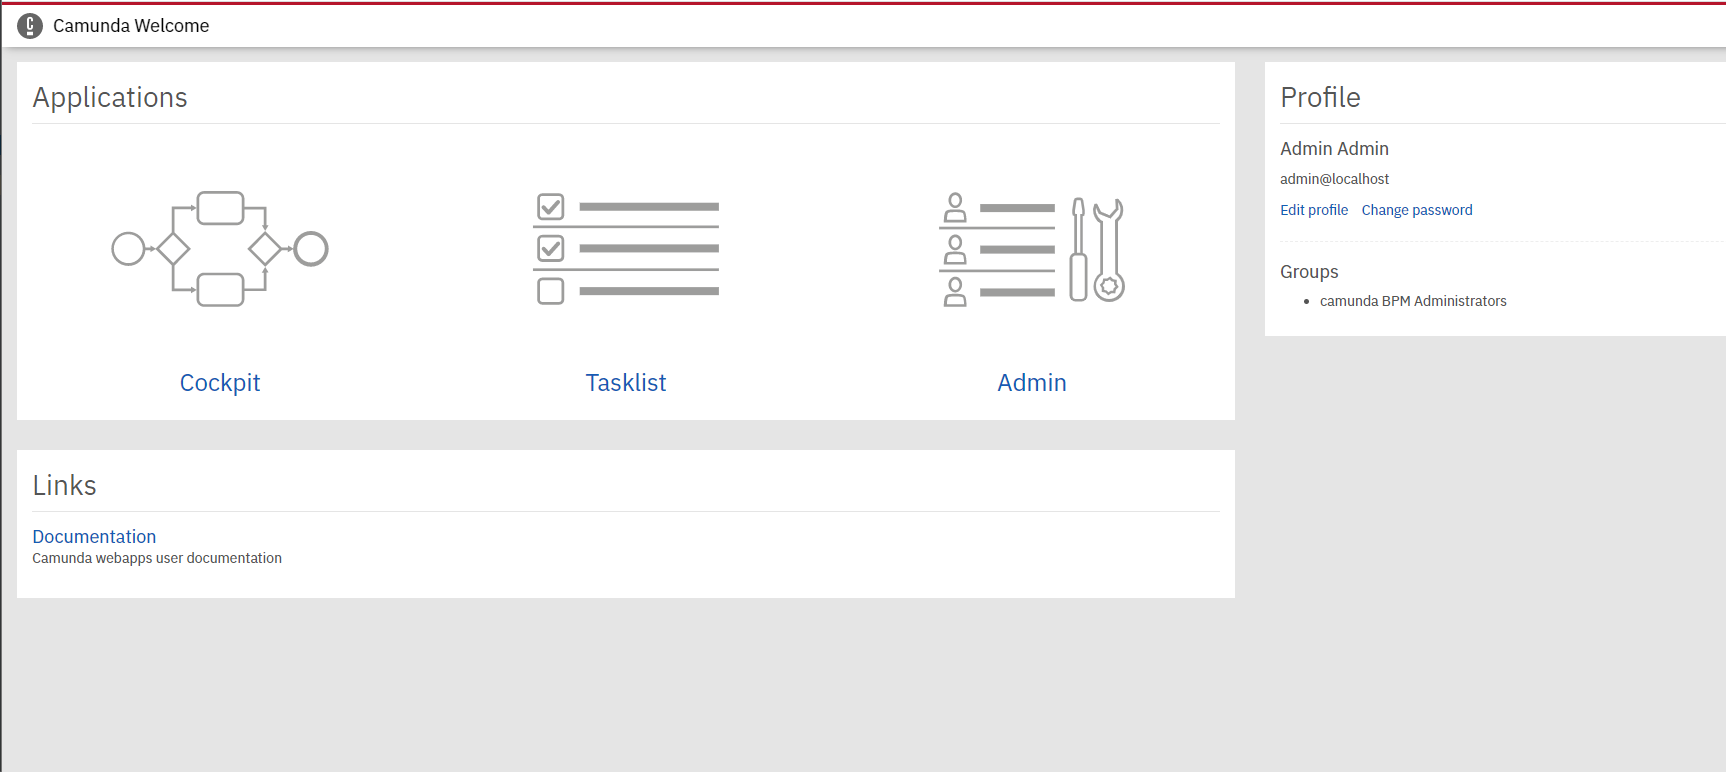 Camunda Welcome
Applications
Cockpit
Tasklist
Admin
Links
Documentation
Camunda webapps user documentation
Profile
Admin Admin
admin@localhost
Edit profile Change password
Groups
camunda BPM Administrators